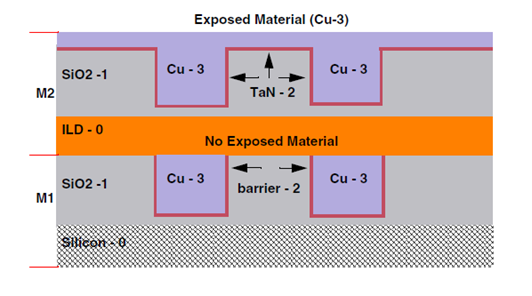 Exposed Material (Cu-3)
SiO2 -1
Cu - 3
Cu - 3
TaN - 2
M2
ILD - 0
No Exposed Material
SiO2 -1
Cu - 3
Cu - 3
barrier - 2
M1
Silicon - 0